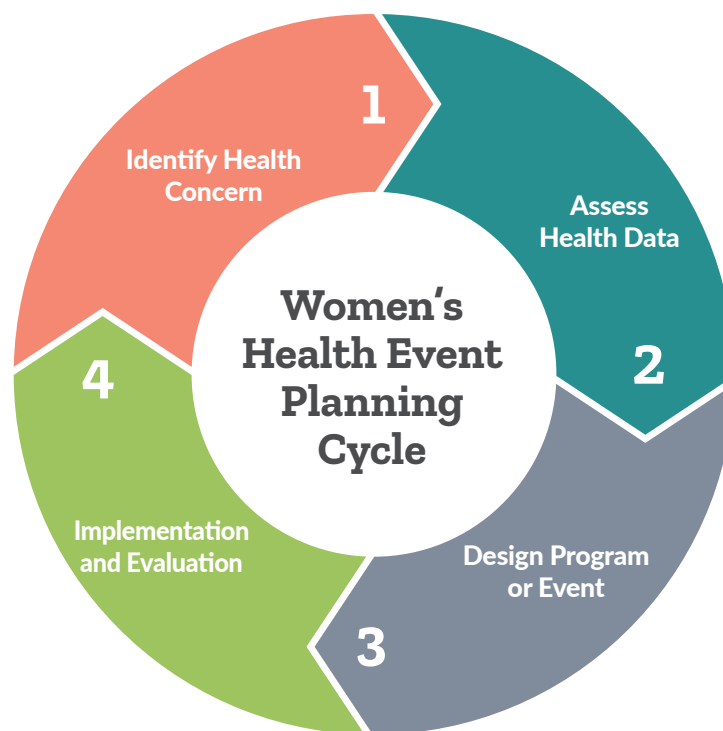 1
Identify Health
Concern
Assess
Health Data
2
Design Program
or Event
3
Implementation
and Evaluation
4
Women's
Health Event
Planning
Cycle